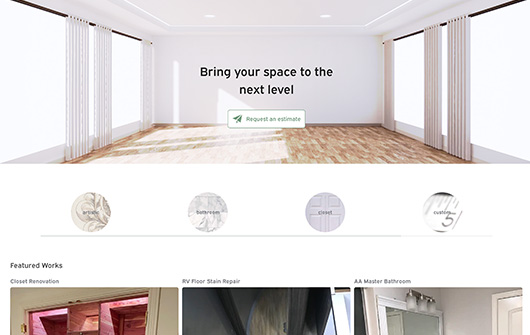 Bring your space to the
next level
Request an estimate
artistic
bathroom
closet
custom
Featured Works
Closet Renovation
RV Floor Stain Repair
AA Master Bathroom